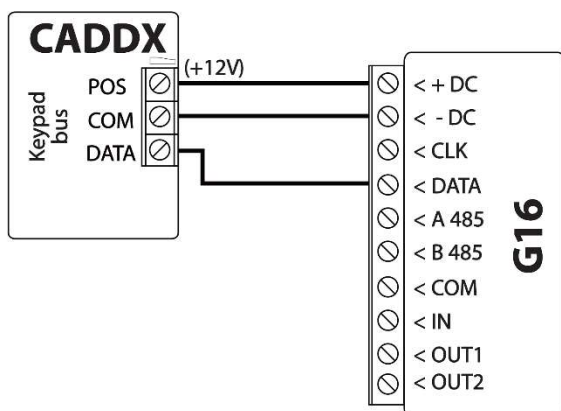 CADDX
Keypad bus
POS
COM
DATA
(+12V)
< + DC
< - DC
< CLK
< DATA
< A 485
< B 485
< COM
< IN
< OUT1
< OUT2
G16